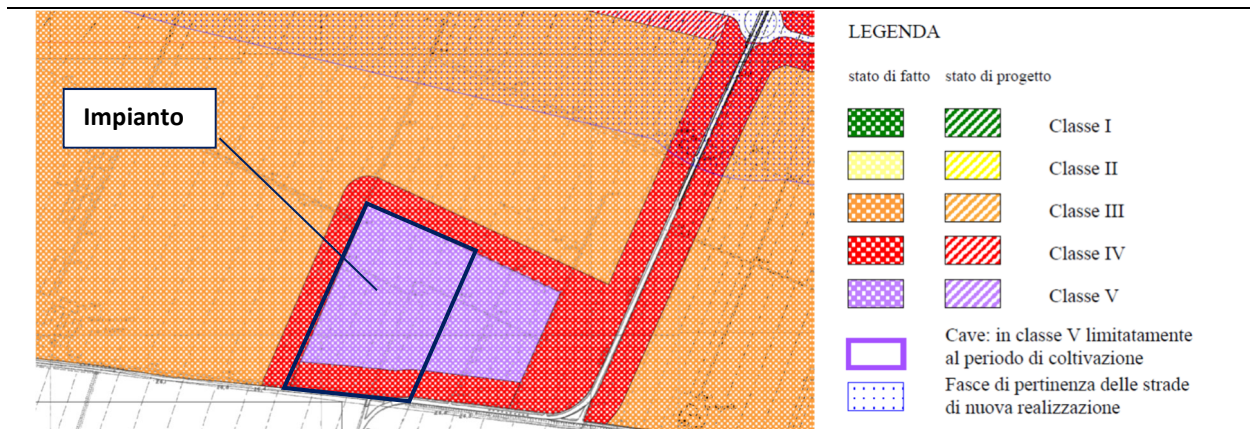 Impianto
LEGENDA
stato di fatto stato di progetto
Classe I
Classe II
Classe III
Classe IV
Classe V
Cave: in classe V limitatamente
al periodo di coltivazione
Fasce di pertinenza delle strade
di nuova realizzazione